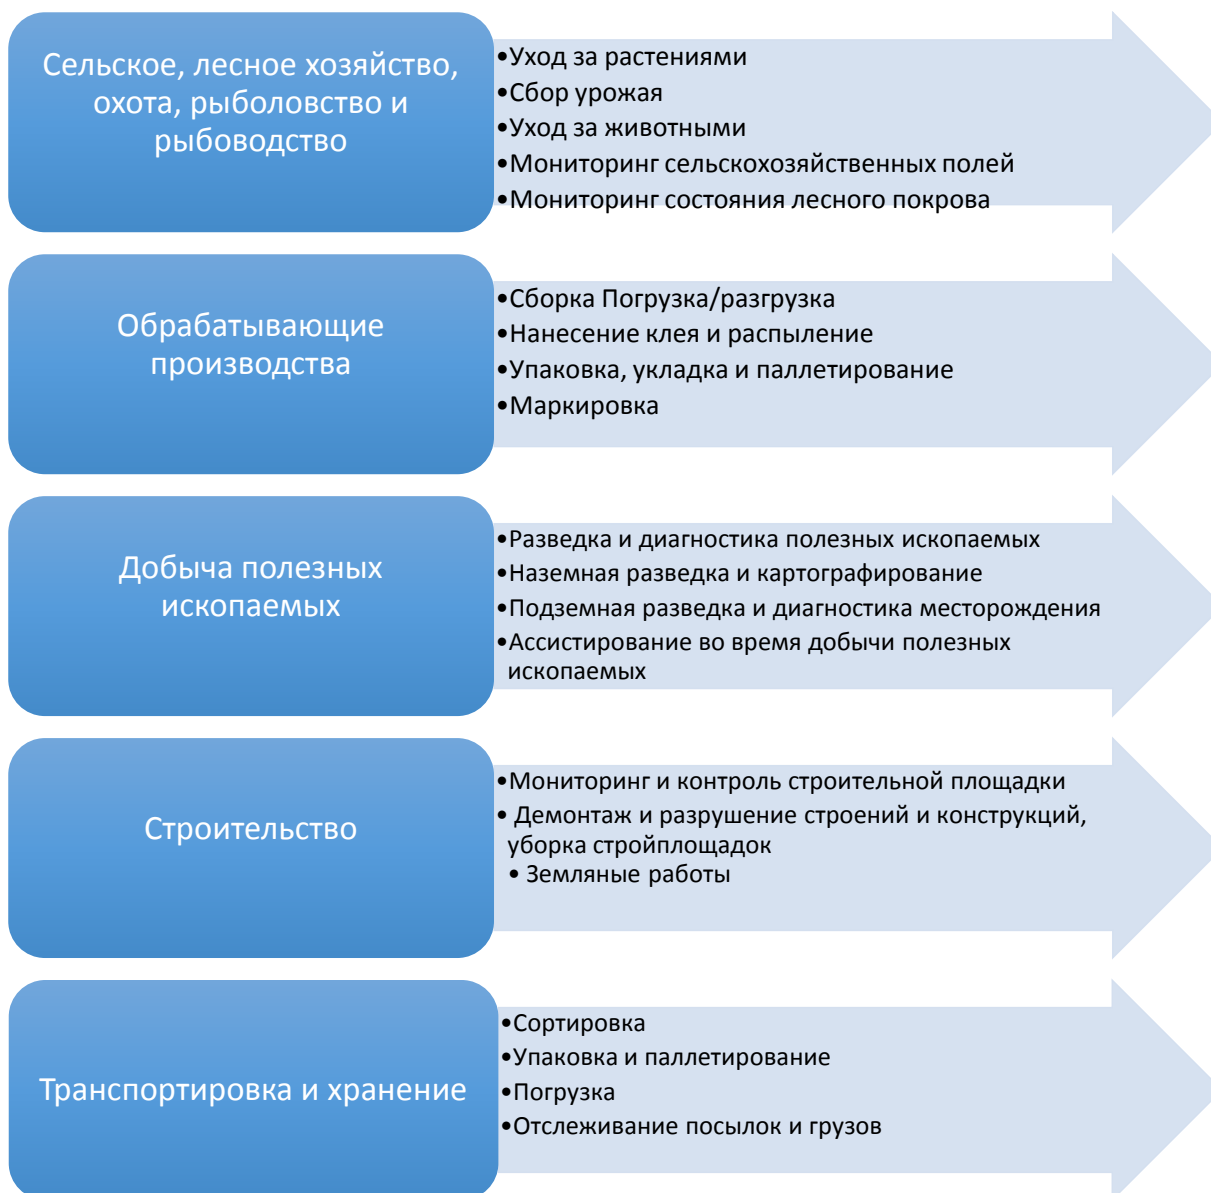 Сельское, лесное хозяйство,
охота, рыболовство и
рыбоводство
•Уход за растениями
•Сбор урожая
•Уход за животными
•Мониторинг сельскохозяйственных полей
•Мониторинг состояния лесного покрова
Обрабатывающие
производства
•Сборка Погрузка/разгрузка
•Нанесение клея и распыление
•Упаковка, укладка и паллетирование
•Маркировка
Добыча полезных
ископаемых
•Разведка и диагностика полезных ископаемых
•Наземная разведка и картографирование
•Подземная разведка и диагностика месторождения
•Ассистирование во время добычи полезных
ископаемых
Строительство
•Мониторинг и контроль строительной площадки
• Демонтаж и разрушение строений и конструкций,
уборка стройплощадок
• Земляные работы
Транспортировка и хранение
•Сортировка
•Упаковка и паллетирование
•Погрузка
•Отслеживание посылок и грузов